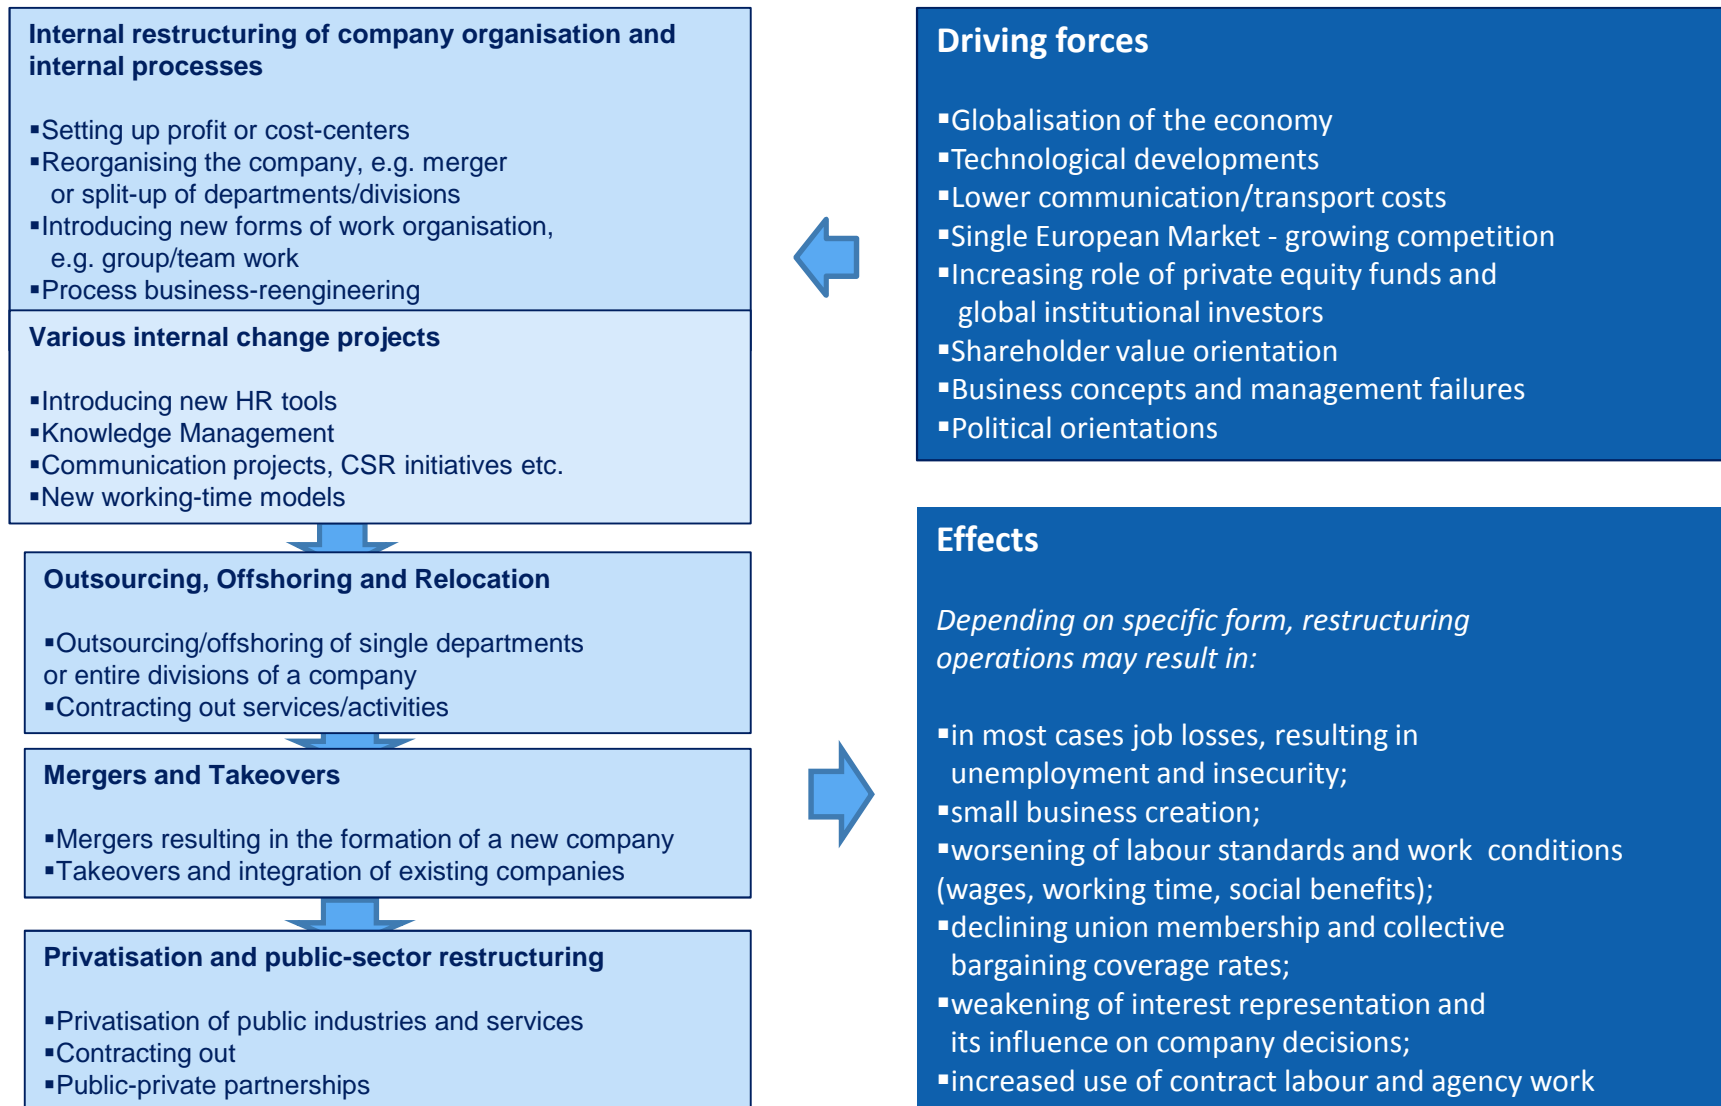 Internal restructuring of company organisation and
internal processes
▪Setting up profit or cost-centers
▪Reorganising the company, e.g. merger
or split-up of departments/divisions
▪Introducing new forms of work organisation,
e.g. group/team work
▪Process business-reengineering
Various internal change projects
▪Introducing new HR tools
▪Knowledge Management
▪Communication projects, CSR initiatives etc.
▪New working-time models
Outsourcing, Offshoring and Relocation
▪Outsourcing/offshoring of single departments
or entire divisions of a company
▪Contracting out services/activities
Mergers and Takeovers
▪Mergers resulting in the formation of a new company
▪Takeovers and integration of existing companies
Privatisation and public-sector restructuring
▪Privatisation of public industries and services
▪Contracting out
▪Public-private partnerships
Driving forces
▪Globalisation of the economy
▪Technological developments
▪Lower communication/transport costs
▪Single European Market - growing competition
▪Increasing role of private equity funds and
global institutional investors
▪Shareholder value orientation
▪Business concepts and management failures
▪Political orientations
Effects
Depending on specific form, restructuring
operations may result in:
▪in most cases job losses, resulting in
unemployment and insecurity;
▪small business creation;
▪worsening of labour standards and work conditions
(wages, working time, social benefits);
▪declining union membership and collective
bargaining coverage rates;
▪weakening of interest representation and
its influence on company decisions;
▪increased use of contract labour and agency work